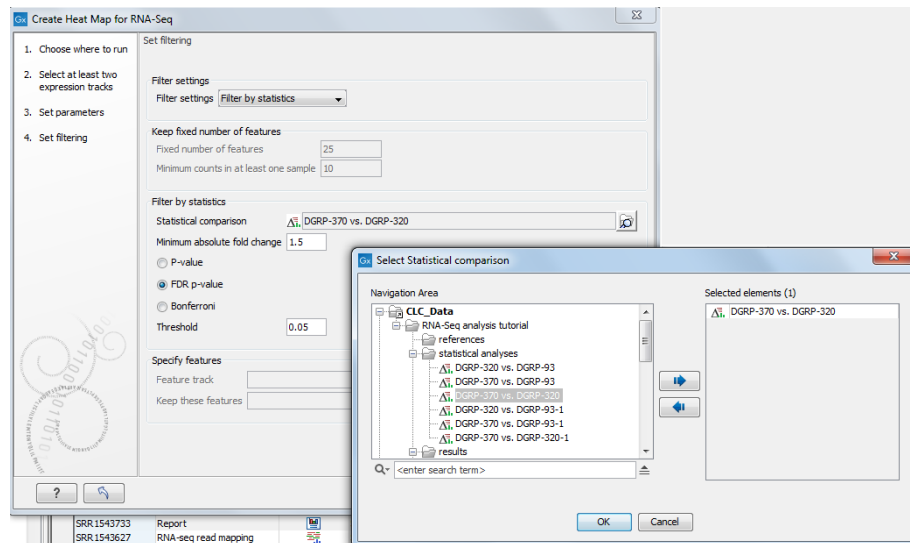 Gx Create Heat Map for RNA-Seq
1. Choose where to run
2. Select at least two
expression tracks
3. Set parameters
4. Set filtering
Set filtering
Filter settings
Filter settings Filter by statistics
Keep fixed number of features
Fixed number of features 25
Minimum counts in at least one sample 10
Filter by statistics
Statistical comparison DGRP-370 vs. DGRP-320
Minimum absolute fold change 1.5
P-value
FDR p-value
Bonferroni
Threshold 0.05
Specify features
Feature track
Keep these features
?
Gx Select Statistical comparison
Navigation Area
CLC_Data
RNA-Seq analysis tutorial
references
statistical analyses
DGRP-320 vs. DGRP-93
DGRP-370 vs. DGRP-93
DGRP-370 vs. DGRP-320
DGRP-320 vs. DGRP-93-1
DGRP-370 vs. DGRP-93-1
DGRP-370 vs. DGRP-320-1
results
<enter search term>
Selected elements (1)
DGRP-370 vs. DGRP-320
OK Cancel
SRR1543733 Report
SRR1543627 RNA-seq read mapping